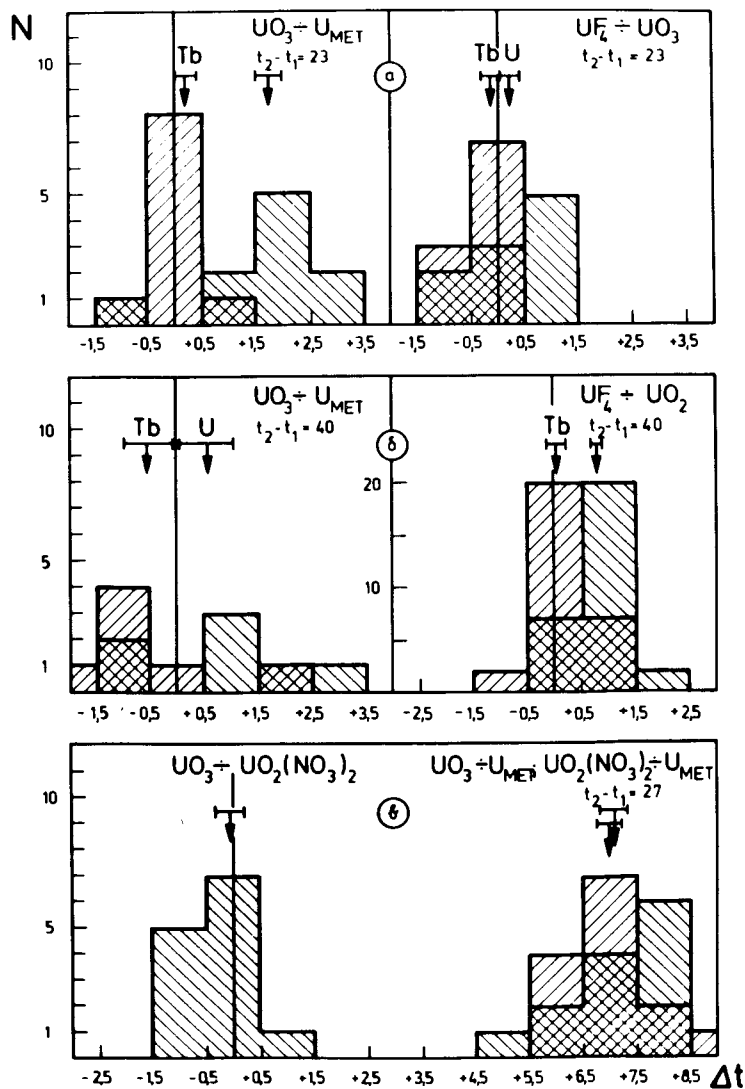 N
UO₃ ÷ U_MET
t₂-t₁= 23
Tb
UF₄ ÷ UO₃
t₂-t₁= 23
Tb U
а
10
5
1
-1,5 -0,5 +0,5 +1,5 +2,5 +3,5 -1,5 -0,5 +0,5 +1,5 +2,5 +3,5
UO₃ ÷ U_MET
t₂-t₁= 40
Tb U
UF₄ ÷ UO₂
Tb t₂-t₁= 40
б
10
5
1
20
10
-1,5 -0,5 +0,5 +1,5 +2,5 +3,5 -2,5 -1,5 -0,5 +0,5 +1,5 +2,5
UO₃ ÷ UO₂(NO₃)₂
UO₃÷U_MET ÷ UO₂(NO₃)₂÷U_MET
t₂-t₁= 27
в
10
5
1
-2,5 -1,5 -0,5 +0,5 +1,5 +2,5 +3,5 +4,5 +5,5 +6,5 +7,5 +8,5 Δt